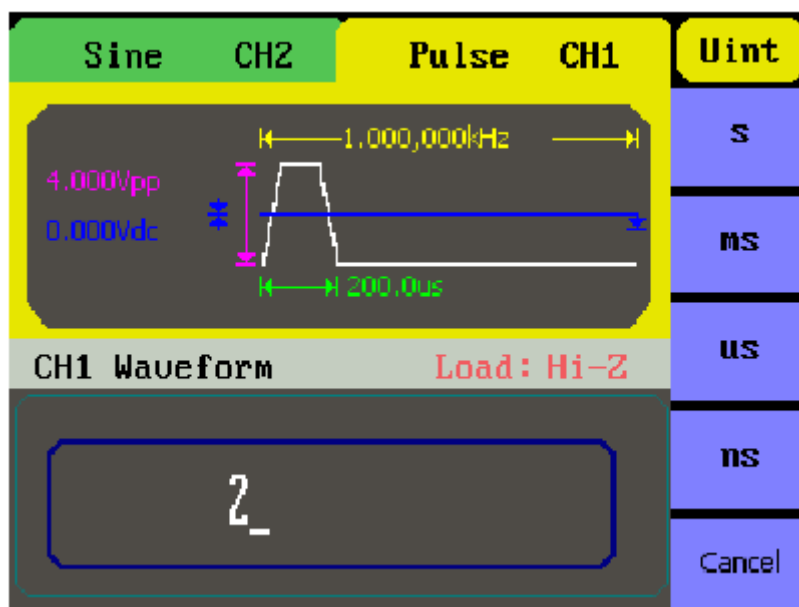 Sine CH2 Pulse CH1 Uint
1.000,000kHz
4.000Vpp
0.000Vdc
200.0us
CH1 Waveform Load: Hi-Z
2_
s
ms
us
ns
Cancel